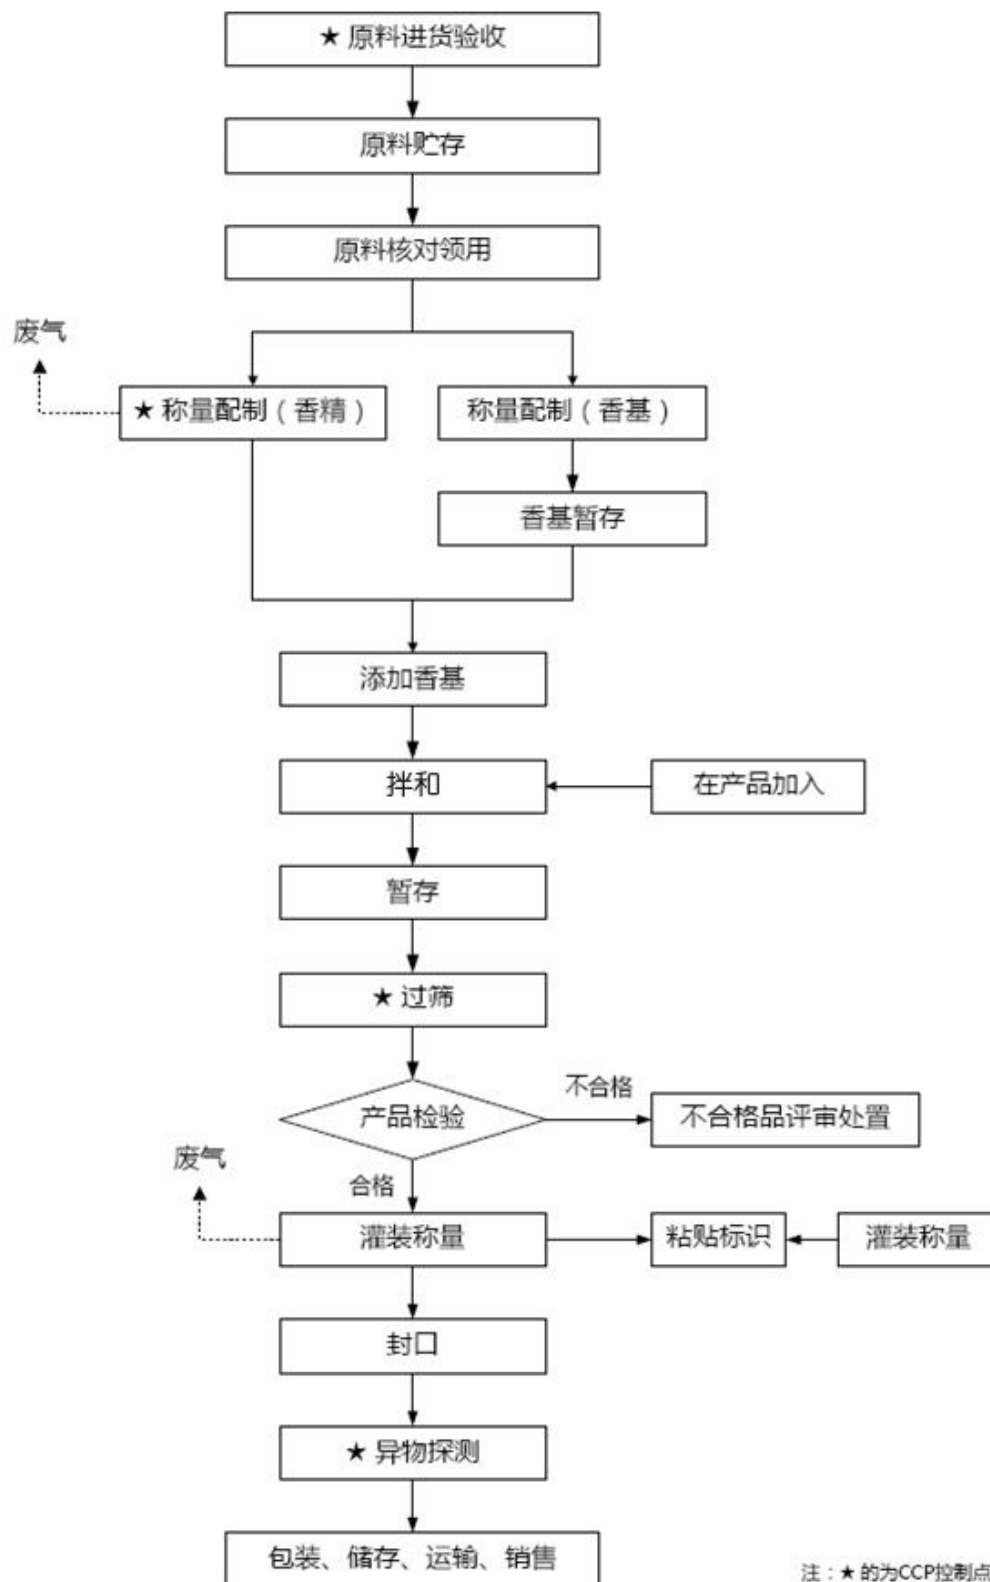 ★ 原料进货验收
原料贮存
原料核对领用
废气
★ 称量配制（香精）
称量配制（香基）
香基暂存
添加香基
拌和
在产品加入
暂存
★ 过筛
产品检验
不合格
不合格品评审处置
废气
合格
灌装称量
粘贴标识
灌装称量
封口
★ 异物探测
包装、储存、运输、销售
注：★ 的为CCP控制点